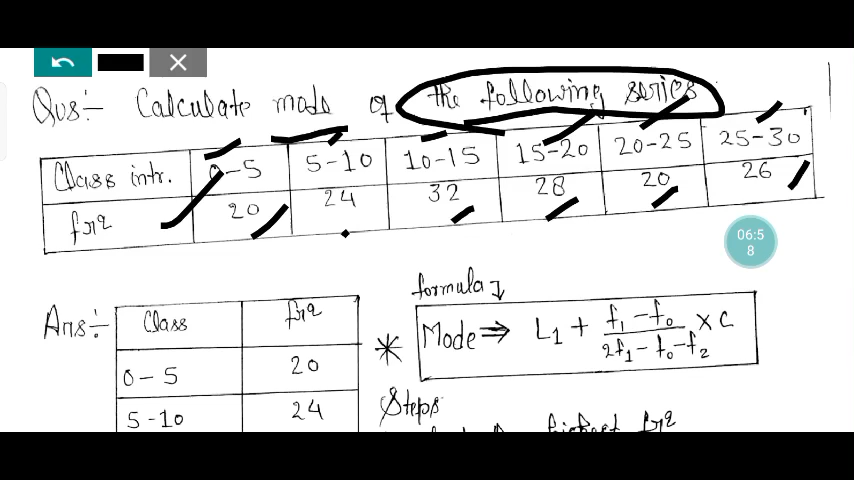 Qus:- Calculate mode of the following series.
Class intr. 0-5 5-10 10-15 15-20 20-25 25-30
frq 20 24 32 28 20 26
06:5
8
formula
Ans:- Class frq
* Mode ⇒ L1 + f1 - f0 / 2f1 - f0 - f2 × C
0-5 20
5-10 24
Steps
highest frq